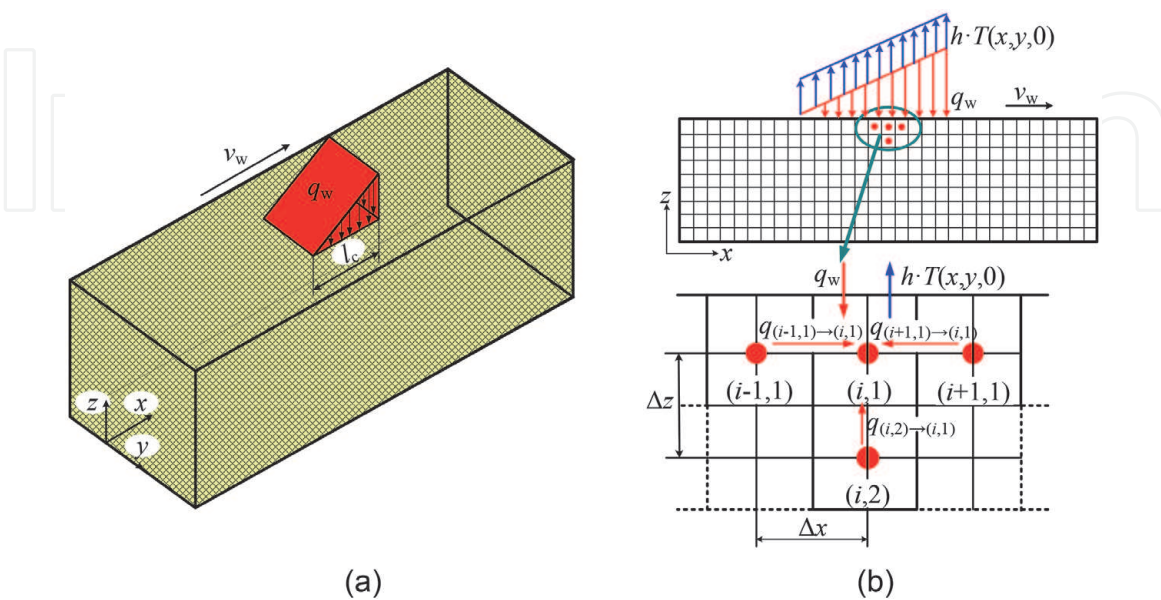 v_w
q_w
l_c
z
x
y
(a)
h·T(x,y,0)
q_w
v_w
z
x
q_w
h·T(x,y,0)
q_(i-1,1)→(i,1)
q_(i+1,1)→(i,1)
(i-1,1)
(i,1)
(i+1,1)
Δz
q_(i,2)→(i,1)
(i,2)
Δx
(b)